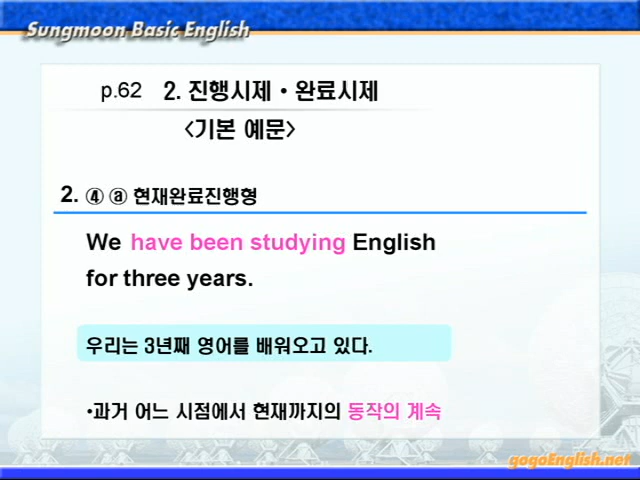 Sungmoon Basic English
p.62 2. 진행시제 • 완료시제
<기본 예문>
2. ④ ⓐ 현재완료진행형
We have been studying English
for three years.
우리는 3년째 영어를 배워오고 있다.
•과거 어느 시점에서 현재까지의 동작의 계속
gogoEnglish.net